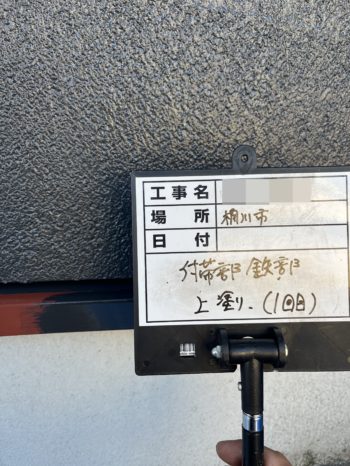 工事名
場所 桶川市
日付
付帯部 鉄部
上塗り.(1回目)